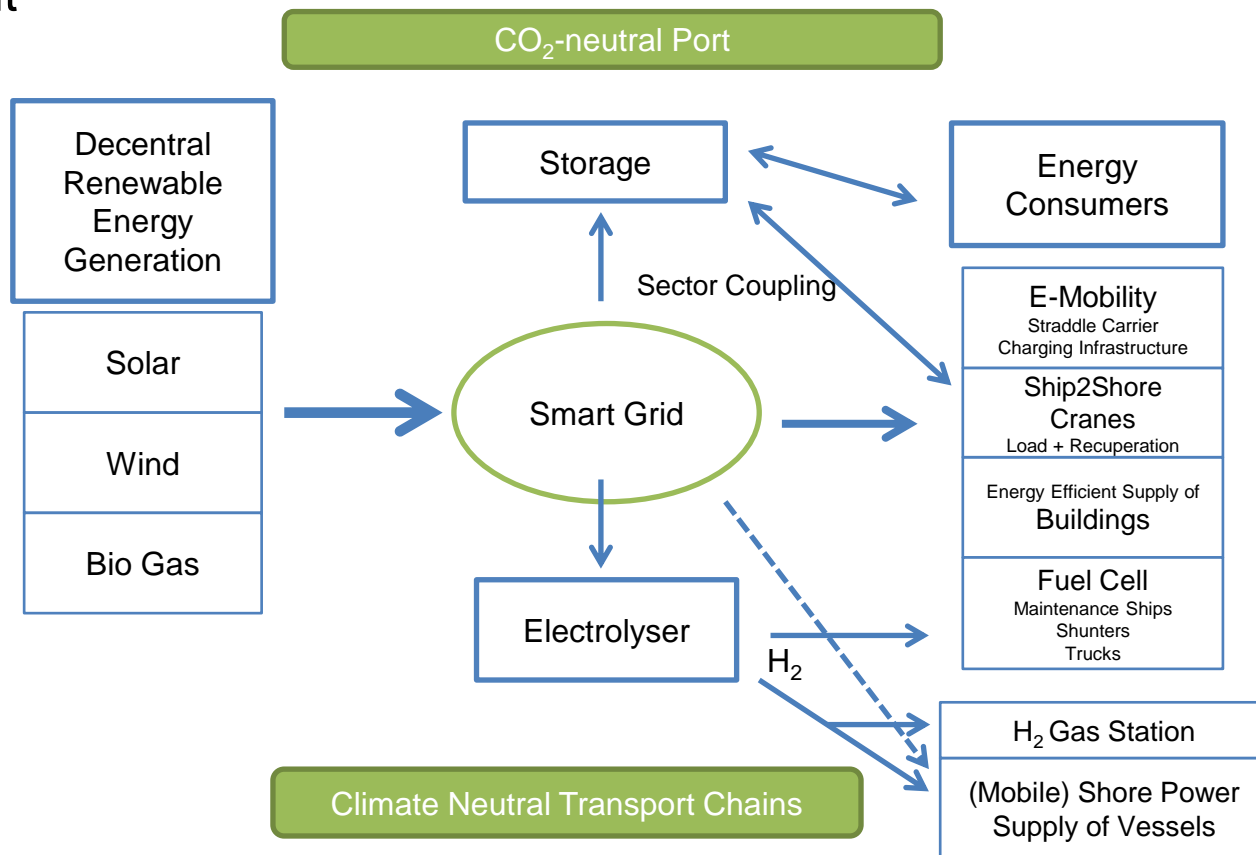 CO₂-neutral Port
Decentral
Renewable
Energy
Generation
Solar
Wind
Bio Gas
Storage
Sector Coupling
Smart Grid
Electrolyser
H₂
Energy
Consumers
E-Mobility
Straddle Carrier
Charging Infrastructure
Ship2Shore
Cranes
Load + Recuperation
Energy Efficient Supply of
Buildings
Fuel Cell
Maintenance Ships
Shunters
Trucks
H₂ Gas Station
(Mobile) Shore Power
Supply of Vessels
Climate Neutral Transport Chains